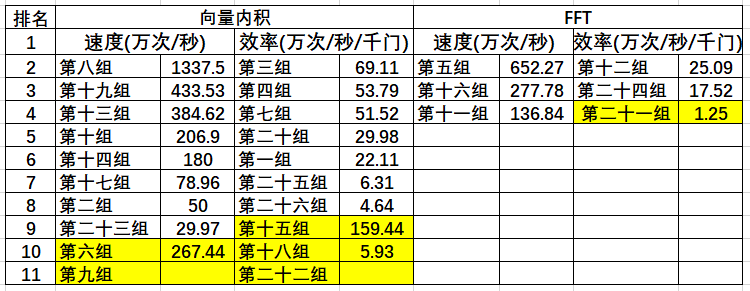 排名 向量内积 FFT
1 速度(万次/秒) 效率(万次/秒/千门) 速度(万次/秒) 效率(万次/秒/千门)
2 第八组 1337.5 第三组 69.11 第五组 652.27 第十二组 25.09
3 第十九组 433.53 第四组 53.79 第十六组 277.78 第二十四组 17.52
4 第十三组 384.62 第七组 51.52 第十一组 136.84 第二十一组 1.25
5 第十组 206.9 第二十组 29.98
6 第十四组 180 第一组 22.11
7 第十七组 78.96 第二十五组 6.31
8 第二组 50 第二十六组 4.64
9 第二十三组 29.97 第十五组 159.44
10 第六组 267.44 第十八组 5.93
11 第九组 第二十二组